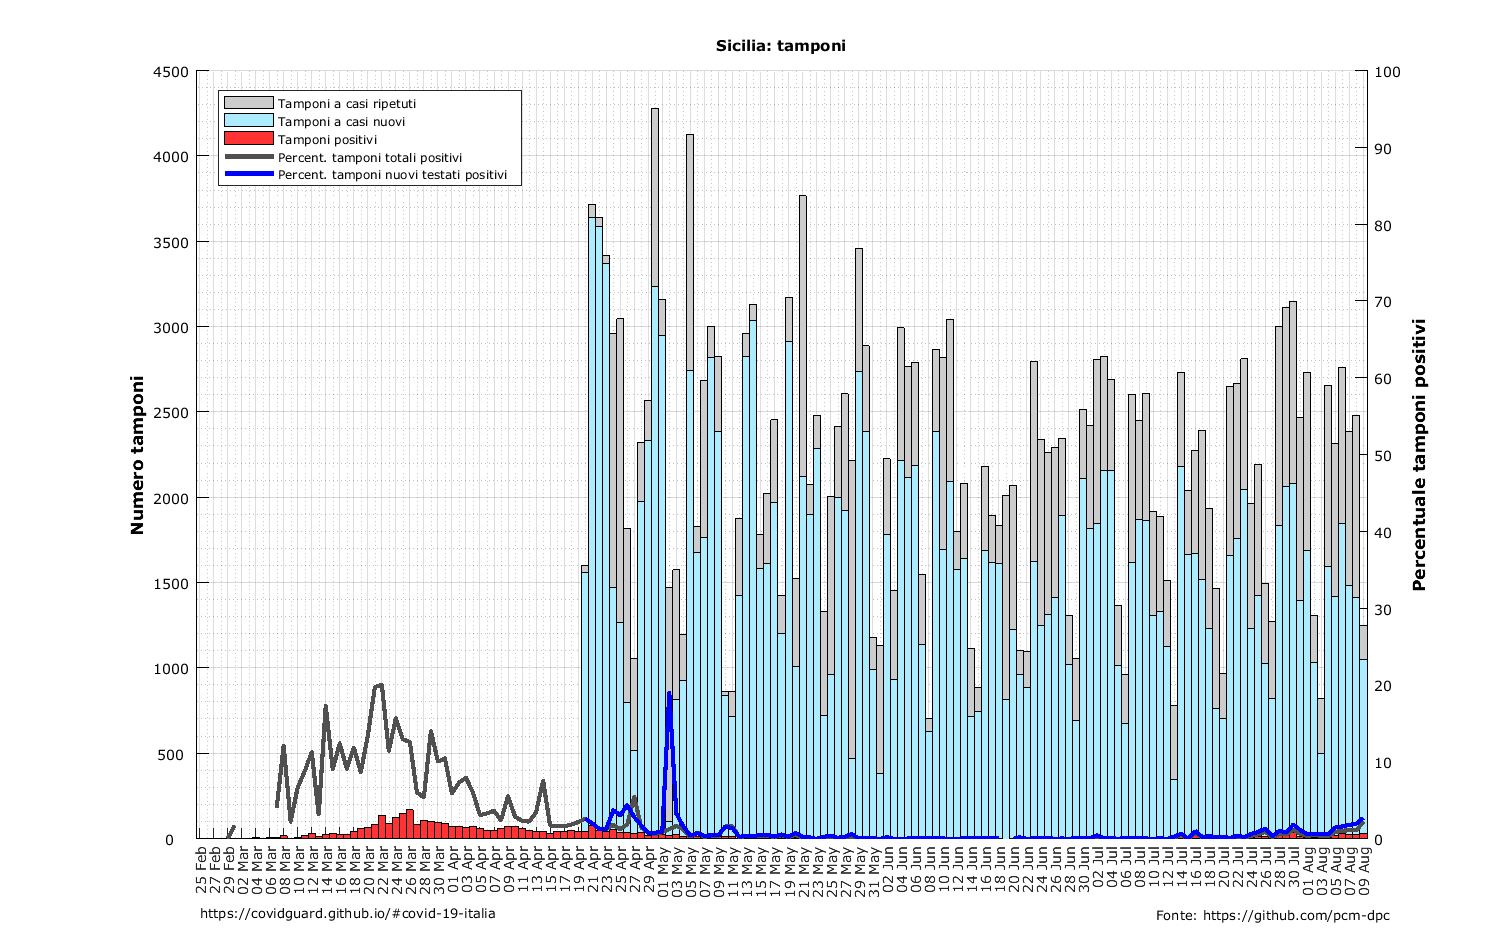 Sicilia: tamponi
Tamponi a casi ripetuti
Tamponi a casi nuovi
Tamponi positivi
Percent. tamponi totali positivi
Percent. tamponi nuovi testati positivi
Numero tamponi
4500
4000
3500
3000
2500
2000
1500
1000
500
0
100
90
80
70
60
50
40
30
20
10
0
Percentuale tamponi positivi
25 Feb
27 Feb
29 Feb
02 Mar
04 Mar
06 Mar
08 Mar
10 Mar
12 Mar
14 Mar
16 Mar
18 Mar
20 Mar
22 Mar
24 Mar
26 Mar
28 Mar
30 Mar
01 Apr
03 Apr
05 Apr
07 Apr
09 Apr
11 Apr
13 Apr
15 Apr
17 Apr
19 Apr
21 Apr
23 Apr
25 Apr
27 Apr
29 Apr
01 May
03 May
05 May
07 May
09 May
11 May
13 May
15 May
17 May
19 May
21 May
23 May
25 May
27 May
29 May
31 May
02 Jun
04 Jun
06 Jun
08 Jun
10 Jun
12 Jun
14 Jun
16 Jun
18 Jun
20 Jun
22 Jun
24 Jun
26 Jun
28 Jun
30 Jun
02 Jul
04 Jul
06 Jul
08 Jul
10 Jul
12 Jul
14 Jul
16 Jul
18 Jul
20 Jul
22 Jul
24 Jul
26 Jul
28 Jul
30 Jul
01 Aug
03 Aug
05 Aug
07 Aug
09 Aug
https://covidguard.github.io/#covid-19-italia
Fonte: https://github.com/pcm-dpc